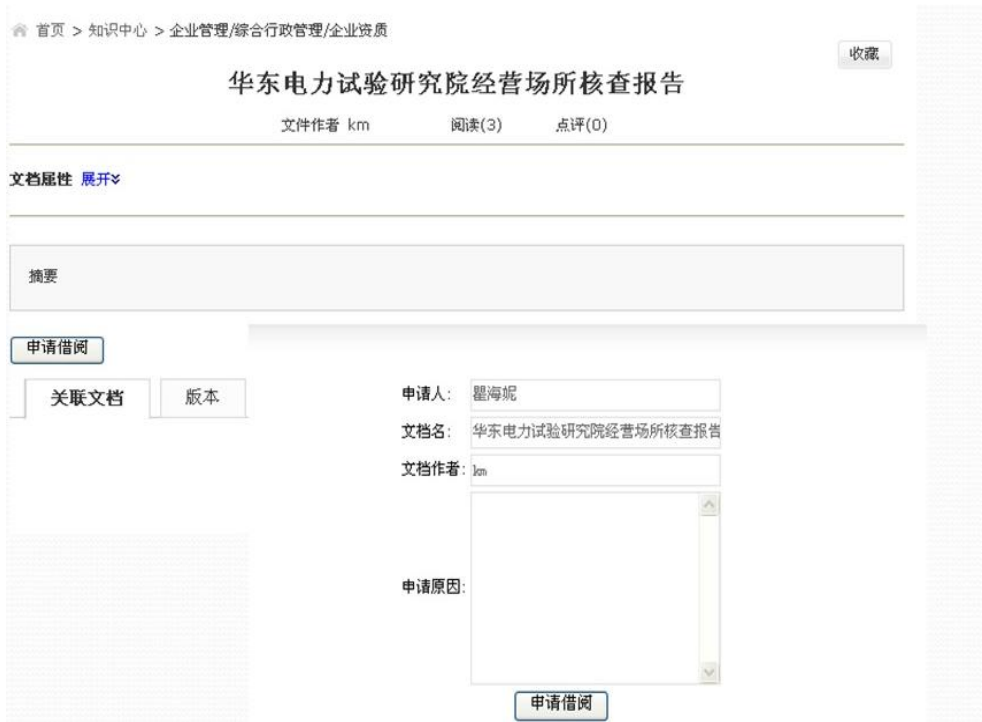 首页 > 知识中心 > 企业管理/综合行政管理/企业资质
收藏
华东电力试验研究院经营场所核查报告
文件作者 km 阅读(3) 点评(0)
文档属性 展开
摘要
申请借阅
关联文档 版本
申请人: 瞿海妮
文档名: 华东电力试验研究院经营场所核查报告
文档作者: km
申请原因:
申请借阅